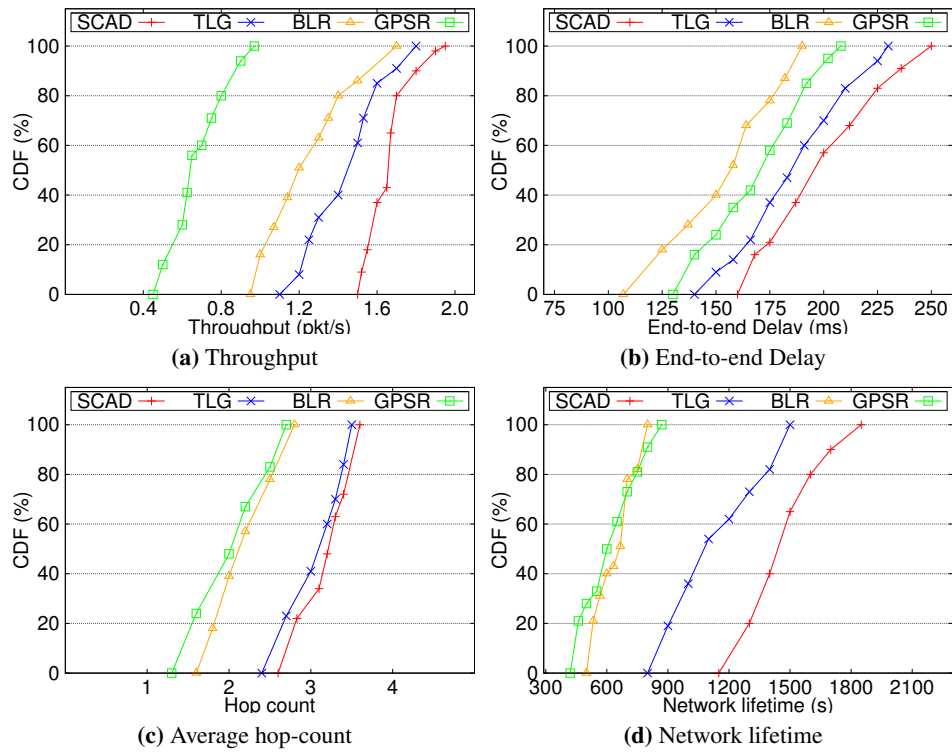 SCAD TLG BLR GPSR
SCAD TLG BLR GPSR
100
80
60
40
20
0
CDF (%)
0.4 0.8 1.2 1.6 2.0
Throughput (pkt/s)
(a) Throughput
100
80
60
40
20
0
CDF (%)
75 100 125 150 175 200 225 250
End-to-end Delay (ms)
(b) End-to-end Delay
SCAD TLG BLR GPSR
SCAD TLG BLR GPSR
100
80
60
40
20
0
CDF (%)
1 2 3 4
Hop count
(c) Average hop-count
100
80
60
40
20
0
CDF (%)
300 600 900 1200 1500 1800 2100
Network lifetime (s)
(d) Network lifetime